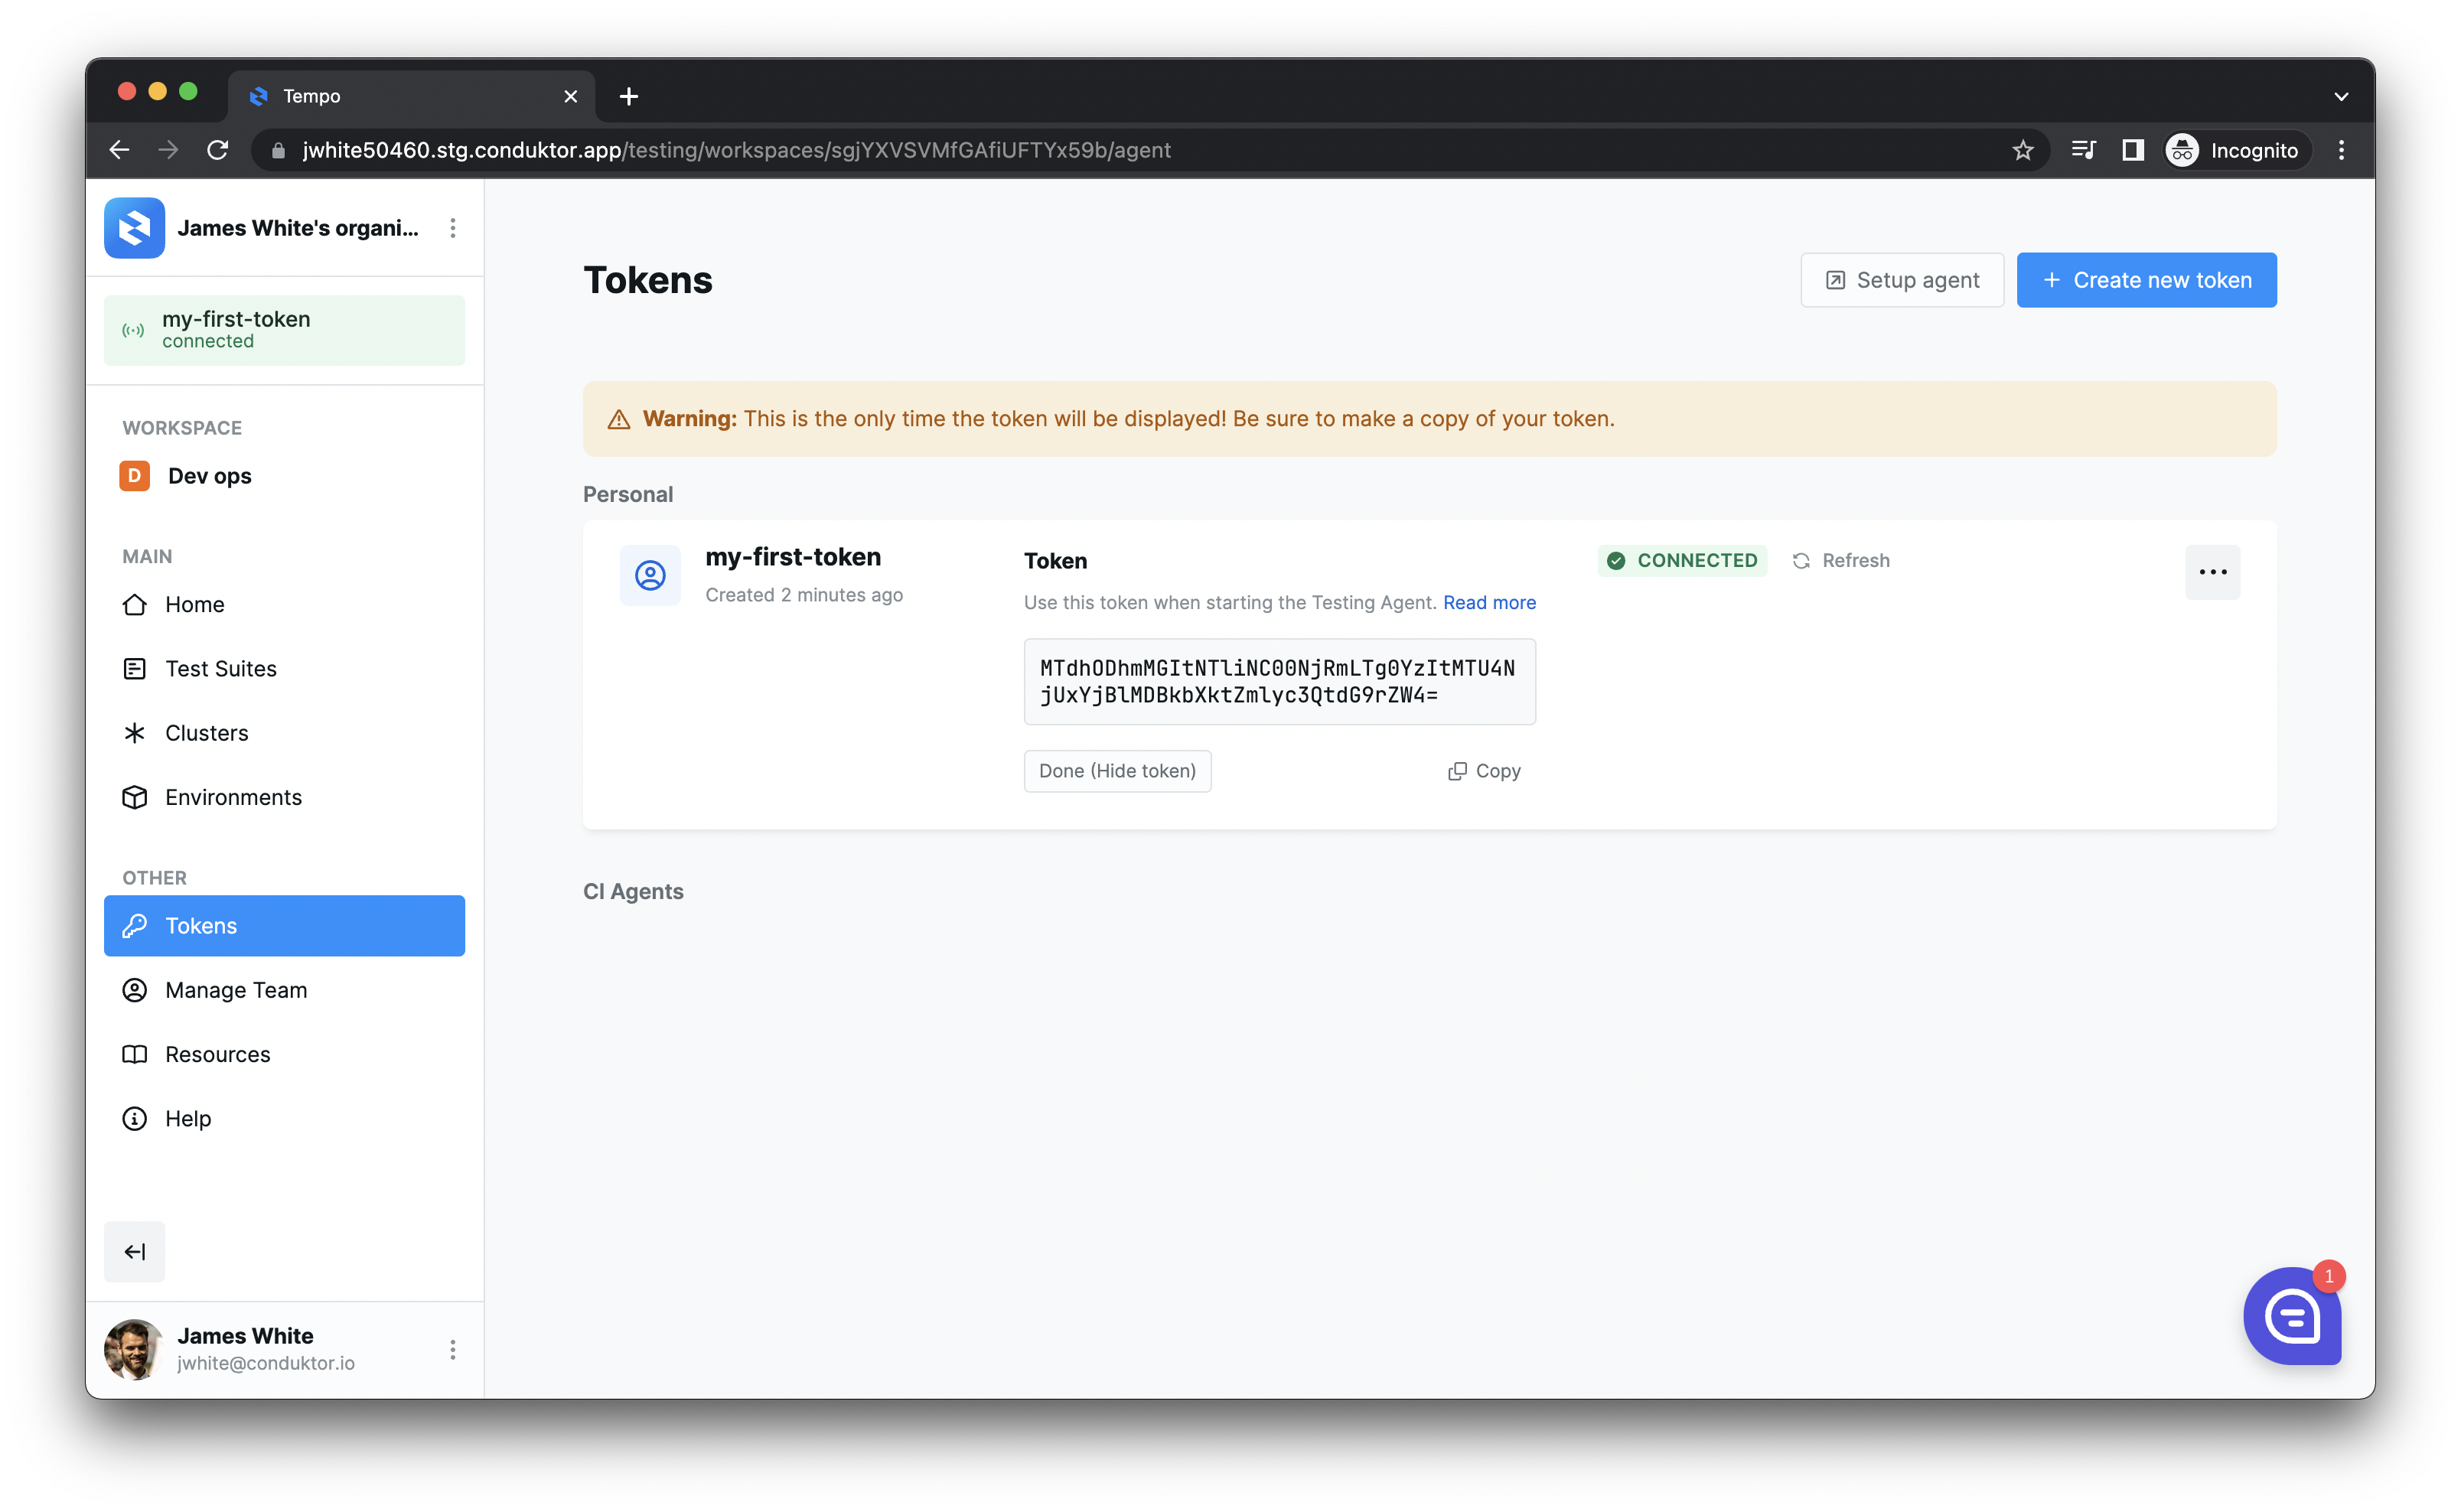 Tempo
jwhite50460.stg.conduktor.app/testing/workspaces/sgjYXVSVMfGAfiUFTYx59b/agent
Incognito
James White's organi...
my-first-token
connected
WORKSPACE
D Dev ops
MAIN
Home
Test Suites
Clusters
Environments
OTHER
Tokens
Manage Team
Resources
Help
James White
jwhite@conduktor.io
Tokens
Setup agent
+ Create new token
Warning: This is the only time the token will be displayed! Be sure to make a copy of your token.
Personal
my-first-token
Created 2 minutes ago
Token
Use this token when starting the Testing Agent. Read more
MTdhODhmMGItNTliNC00NjRmLTg0YzItMTU4N
jUxYjBlMDBkbXktZmlyc3QtdG9rZW4=
Done (Hide token)
Copy
CONNECTED
Refresh
CI Agents
1